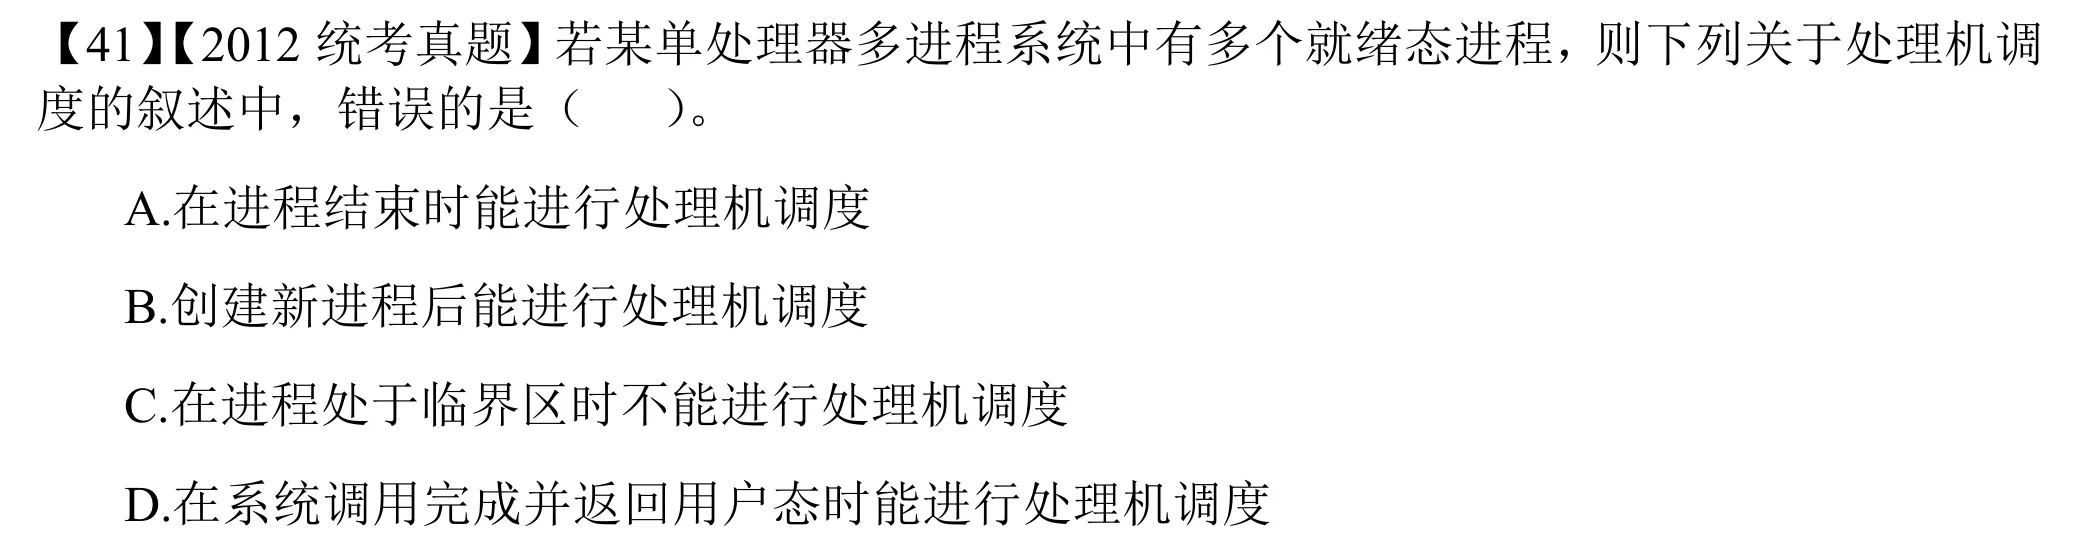 【41】【2012 统考真题】若某单处理器多进程系统中有多个就绪态进程，则下列关于处理机调
度的叙述中，错误的是（　　）。
A.在进程结束时能进行处理机调度
B.创建新进程后能进行处理机调度
C.在进程处于临界区时不能进行处理机调度
D.在系统调用完成并返回用户态时能进行处理机调度